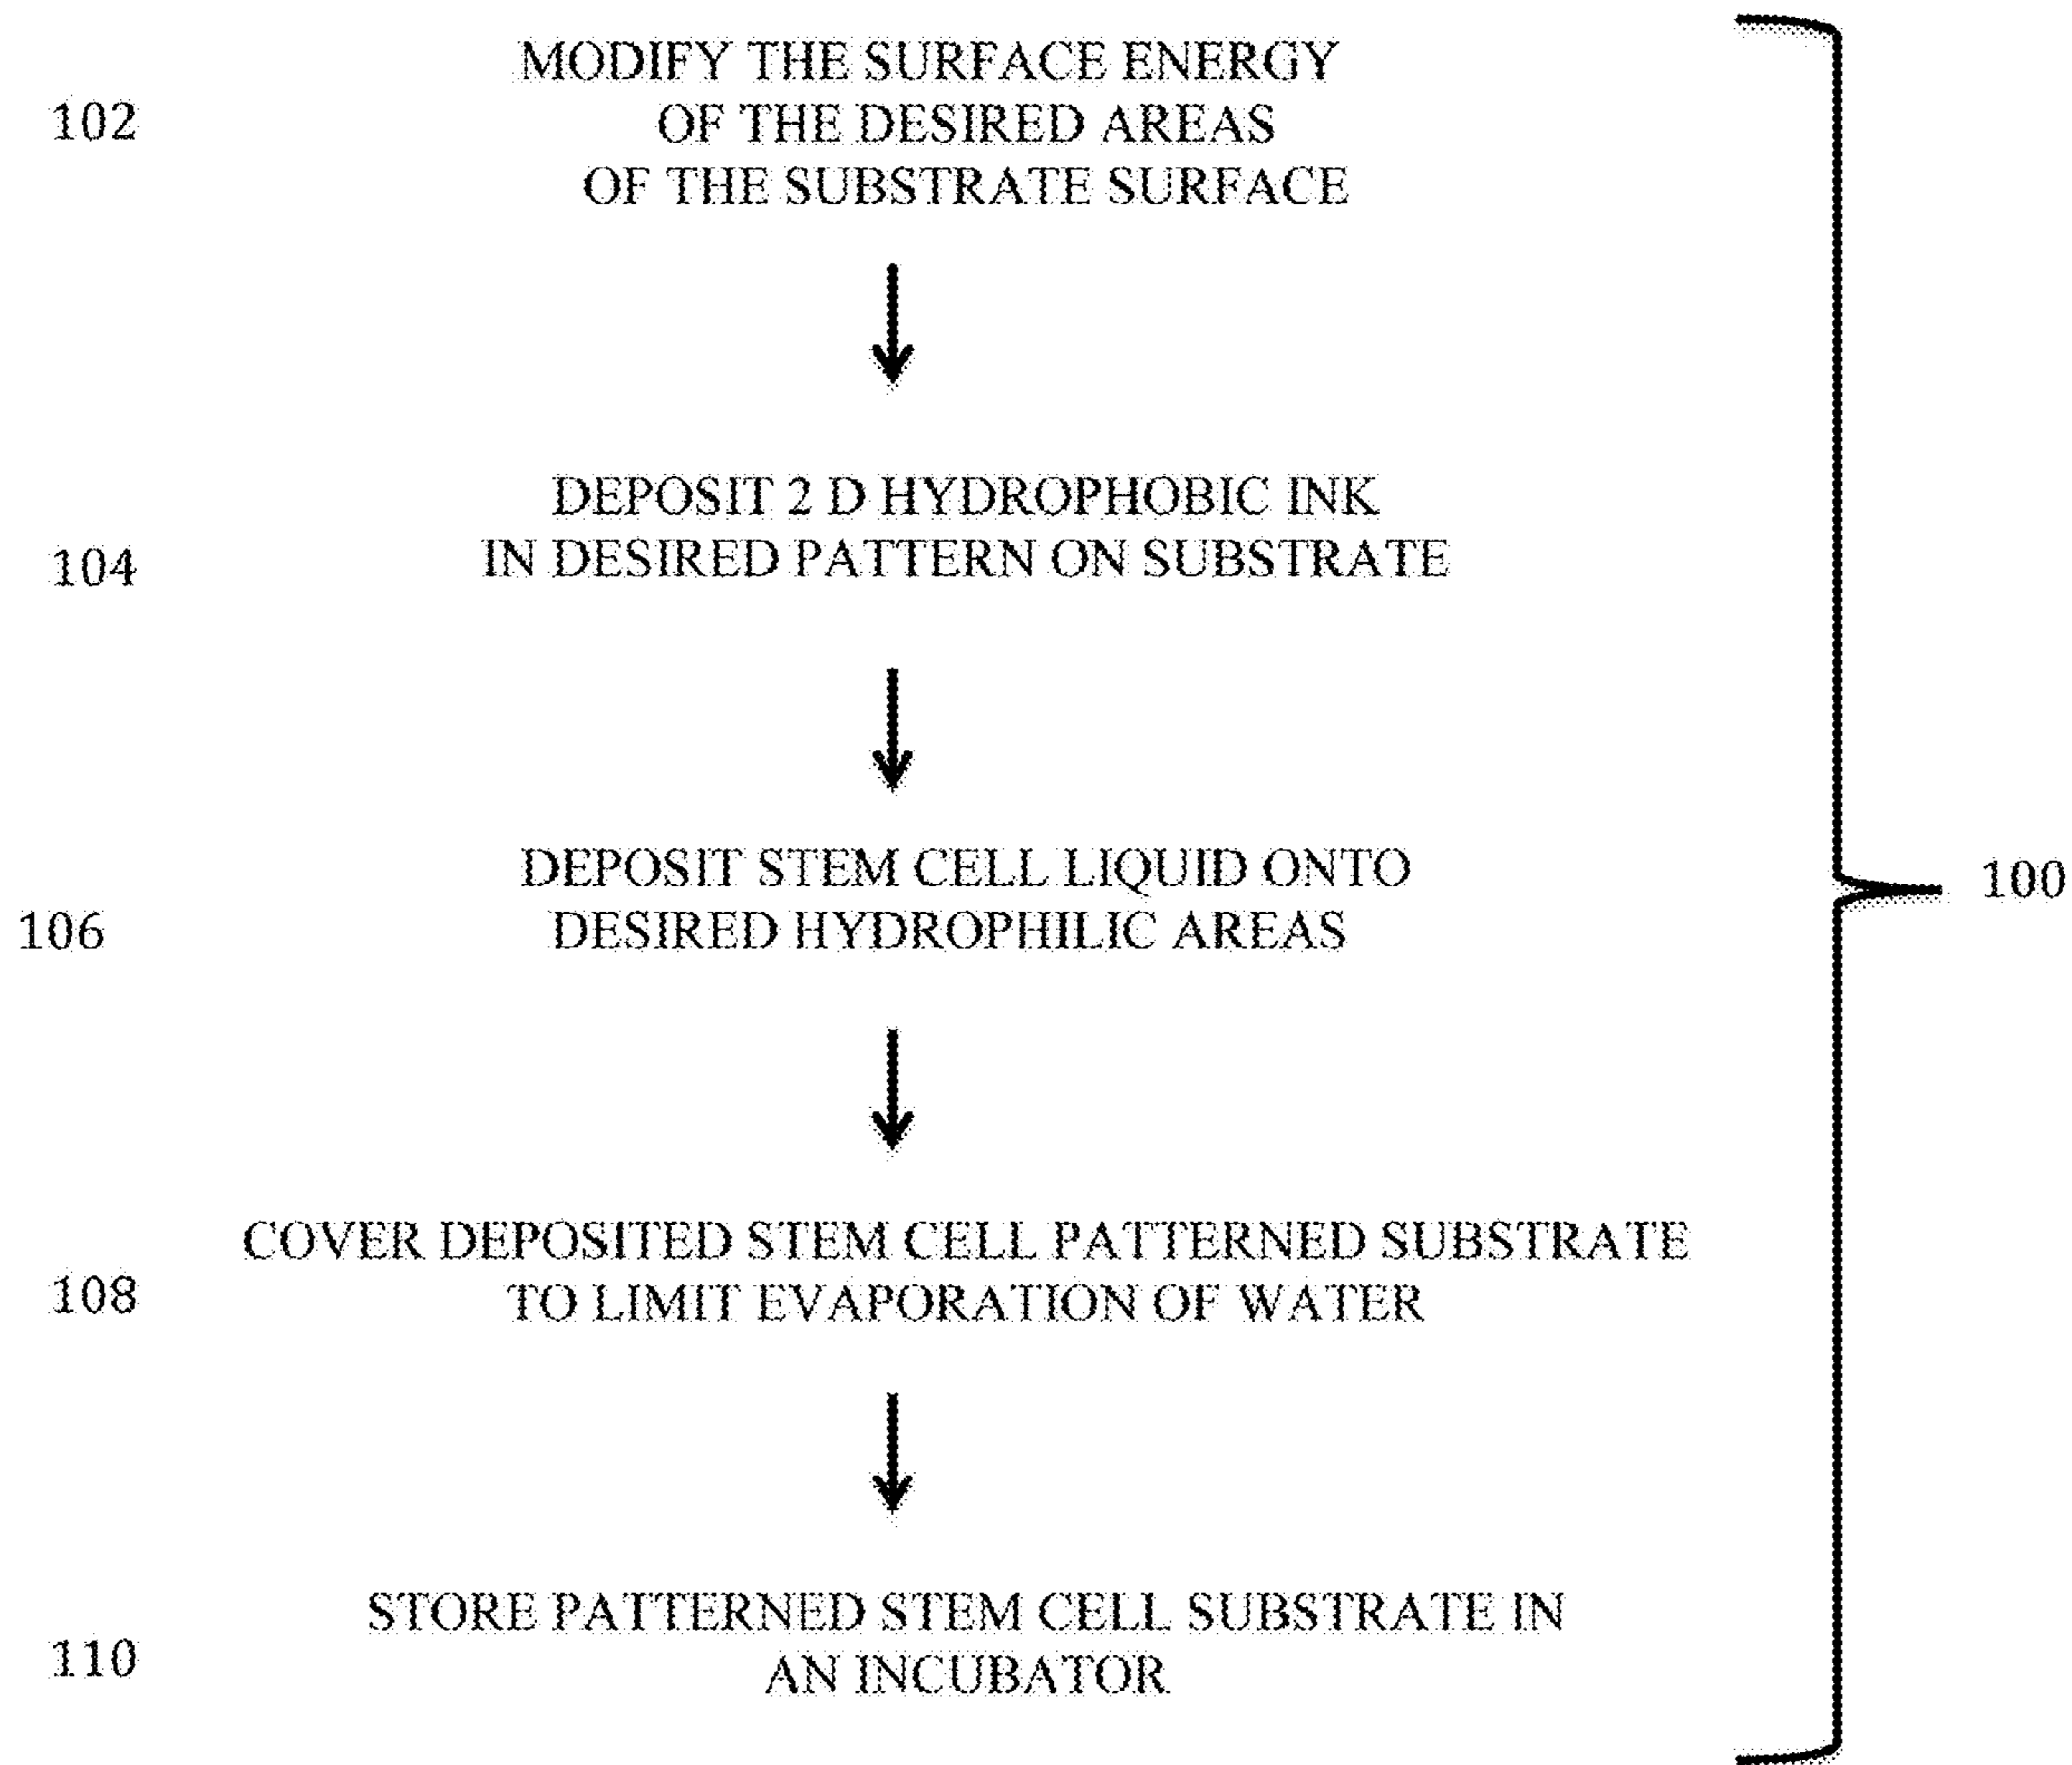 MODIFY THE SURFACE ENERGY
102
OF THE DESIRED AREAS
OF THE SUBSTRATE SURFACE
DEPOSIT 2 D HYDROPHOBIC INK
104
IN DESIRED PATTERN ON SUBSTRATE
DEPOSIT STEM CELL LIQUID ONTO
100
106
DESIRED HYDROPHILIC AREAS
COVER DEPOSITED STEM CELL PATTERNED SUBSTRATE
108
TO LIMIT EVAPORATION OF WATER
STORE PATTERNED STEM CELL SUBSTRATE IN
110
AN INCUBATOR